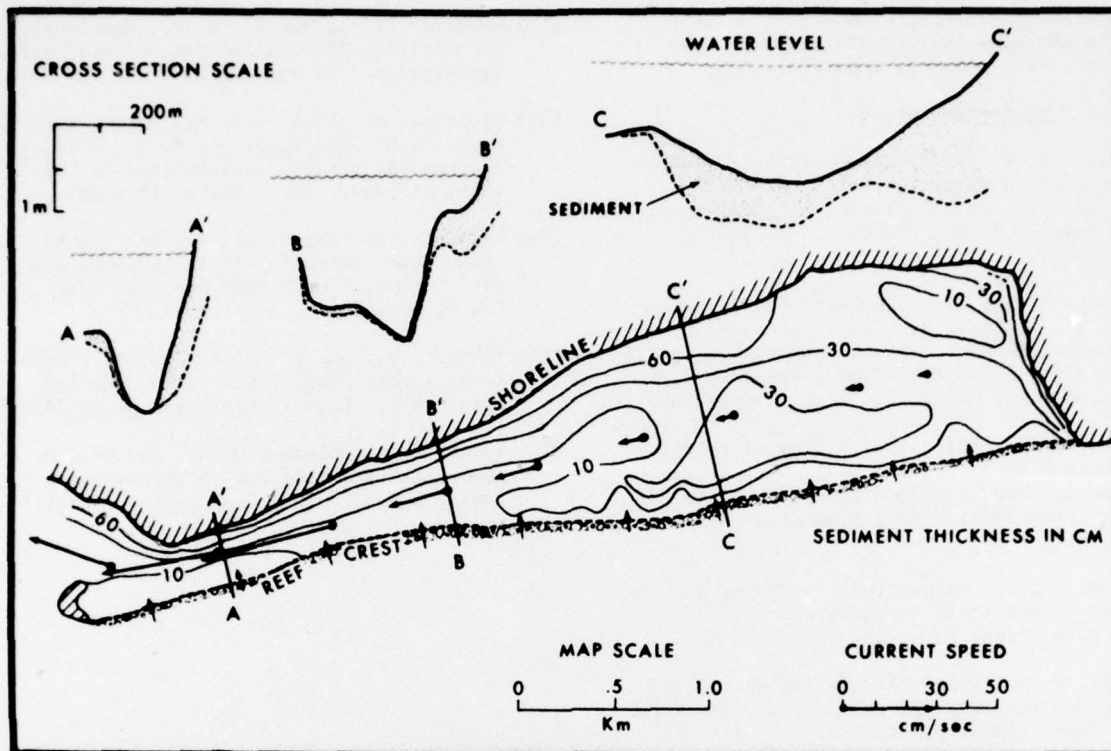 CROSS SECTION SCALE
200m
1m
WATER LEVEL
C'
C
SEDIMENT
B'
B
A'
A
C'
60
30
10
30
30
SHORELINE
B'
10
A'
60
10
REEF CREST
A
B
C
SEDIMENT THICKNESS IN CM
MAP SCALE
0 .5 1.0
Km
CURRENT SPEED
0 30 50
cm/sec